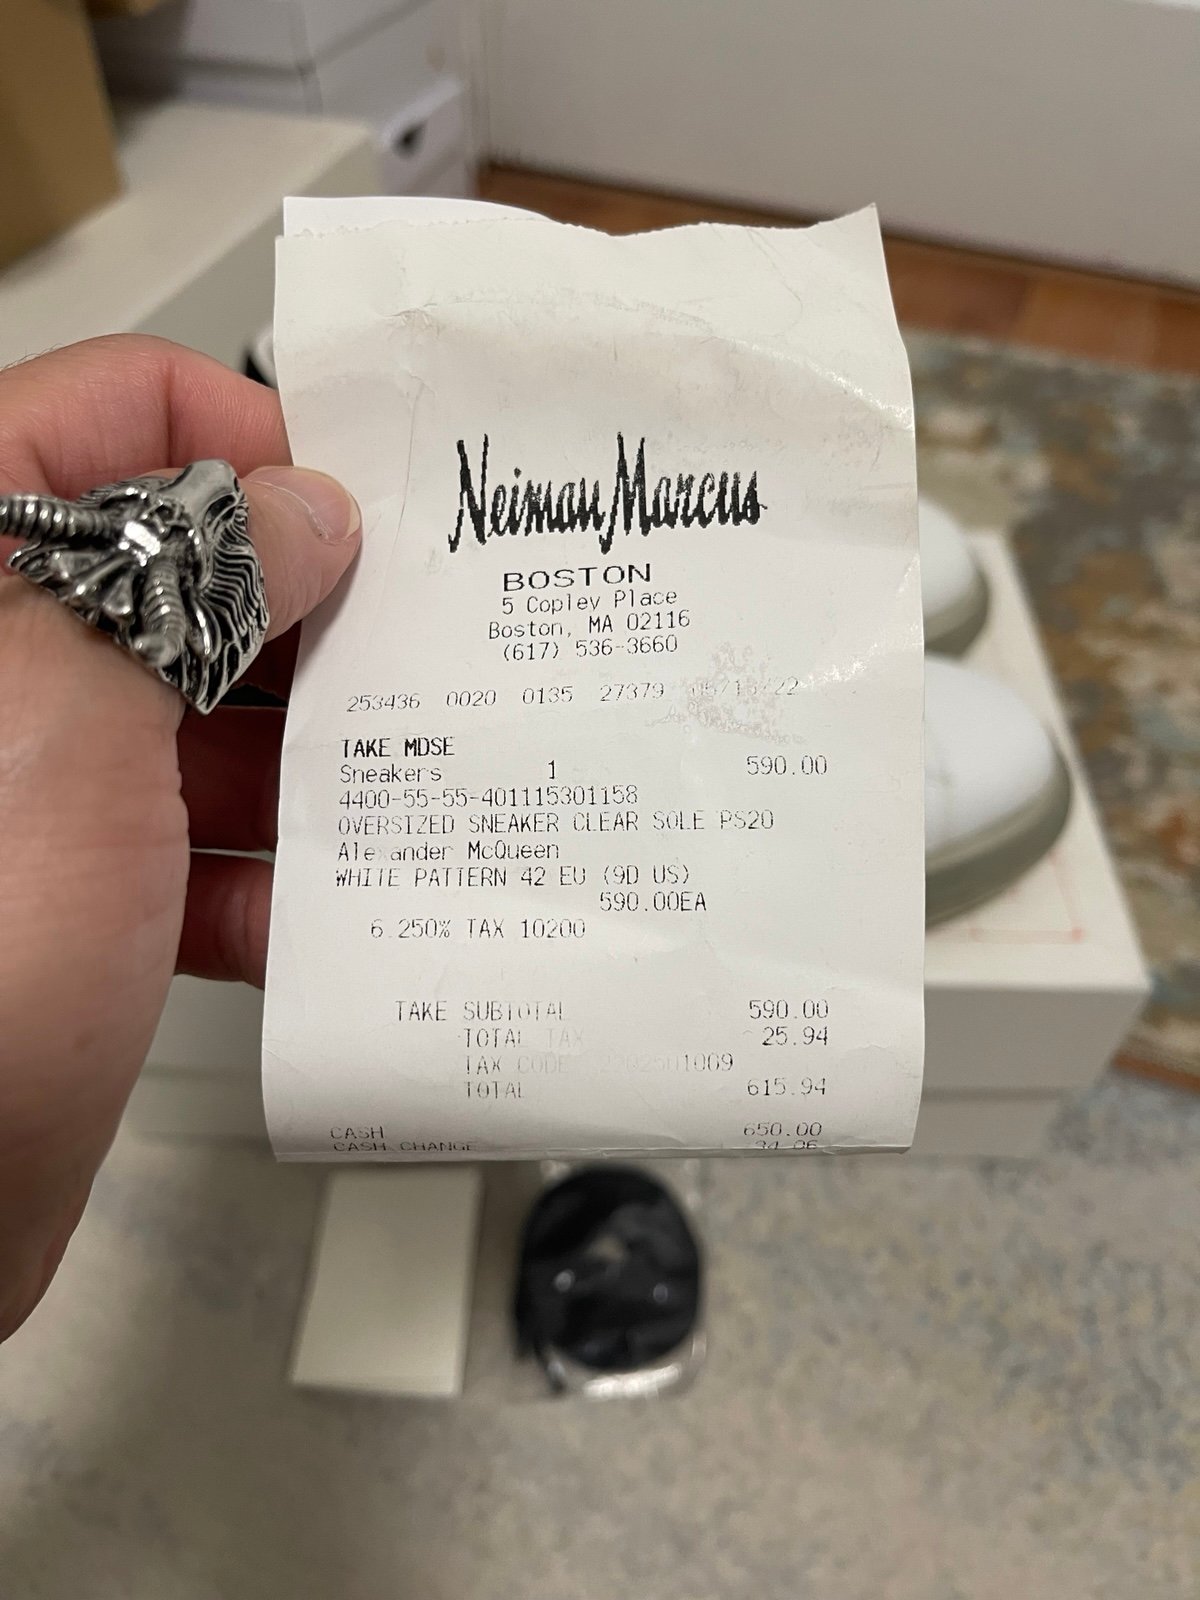 Neiman Marcus
BOSTON
5 Copley Place
Boston, MA 02116
(617) 536-3660
253436 0020 0135 27379
TAKE MDSE
Sneakers 1 590.00
4400-55-55-401115301158
OVERSIZED SNEAKER CLEAR SOLE PS20
Alexander McQueen
WHITE PATTERN 42 EU (9D US)
590.00EA
6.250% TAX 10200
TAKE SUBTOTAL 590.00
TOTAL TAX 25.94
TAX CODE
TOTAL 615.94
CASH 650.00
CASH CHANGE 34.06